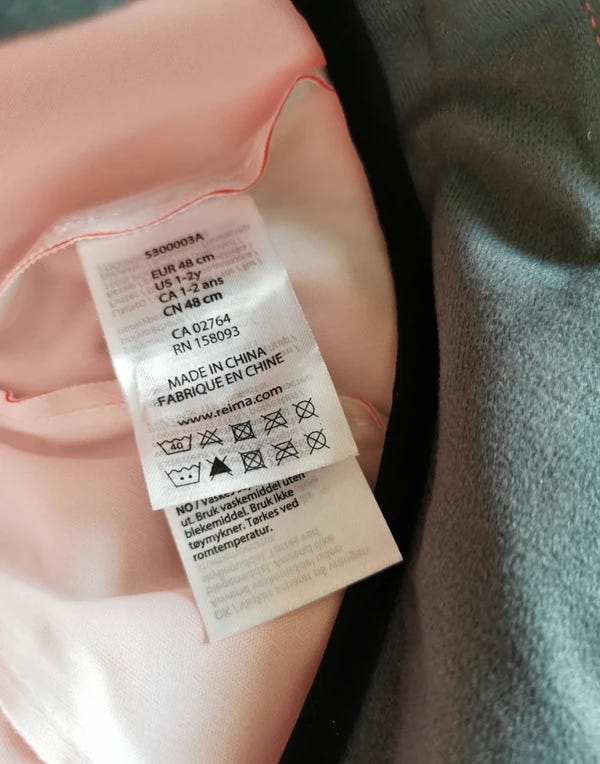 5300003A
EUR 48 cm
US 1-2y
CA 1-2 ans
CN 48 cm
CA 02764
RN 158093
MADE IN CHINA
FABRIQUE EN CHINE
www.reima.com
40
NO / Vaskes
ut. Bruk vaskemiddel uten
blekemiddel. Bruk ikke
tøymykner. Tørkes ved
romtemperatur.